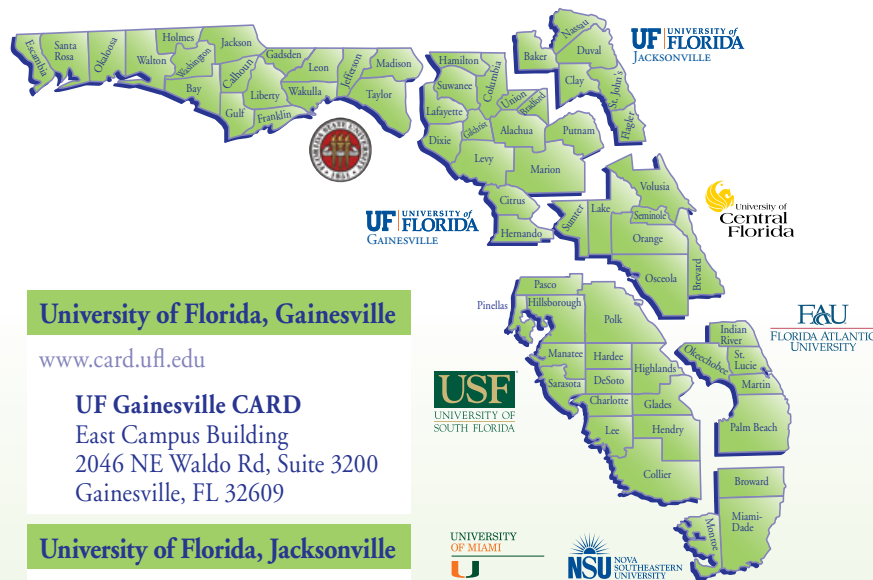 Escambia
Santa
Rosa
Okaloosa
Walton
Holmes
Washington
Bay
Jackson
Calhoun
Gulf
Liberty
Franklin
Gadsden
Leon
Wakulla
Jefferson
Madison
Taylor
FLORIDA STATE UNIVERSITY
1851
Hamilton
Suwanee
Columbia
Lafayette
Dixie
Gilchrist
Union
Bradford
Alachua
Putnam
Levy
Marion
Citrus
Hernando
UF UNIVERSITY of
FLORIDA
GAINESVILLE
Baker
Nassau
Duval
Clay
St. John's
Flagler
UF UNIVERSITY of
FLORIDA
JACKSONVILLE
Sumter
Lake
Volusia
Seminole
Orange
Osceola
Brevard
University of
Central
Florida
Pasco
Pinellas
Hillsborough
Polk
Manatee
Hardee
Highlands
Sarasota
DeSoto
Charlotte
Glades
Lee
Hendry
Collier
USF
UNIVERSITY OF
SOUTH FLORIDA
Indian
River
Okeechobee
St.
Lucie
Martin
Palm Beach
FAU
FLORIDA ATLANTIC
UNIVERSITY
Broward
Miami-
Dade
Monroe
UNIVERSITY
OF MIAMI
U
NSU NOVA
SOUTHEASTERN
UNIVERSITY
University of Florida, Gainesville
www.card.ufl.edu
UF Gainesville CARD
East Campus Building
2046 NE Waldo Rd, Suite 3200
Gainesville, FL 32609
University of Florida, Jacksonville